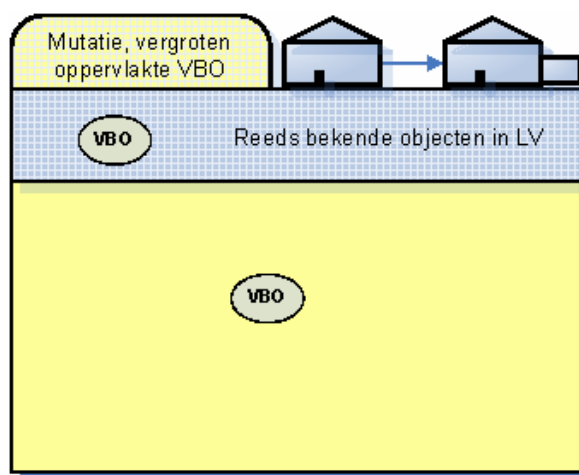 Mutatie, vergroten
oppervlakte VBO
VBO
Reeds bekende objecten in LV
VBO